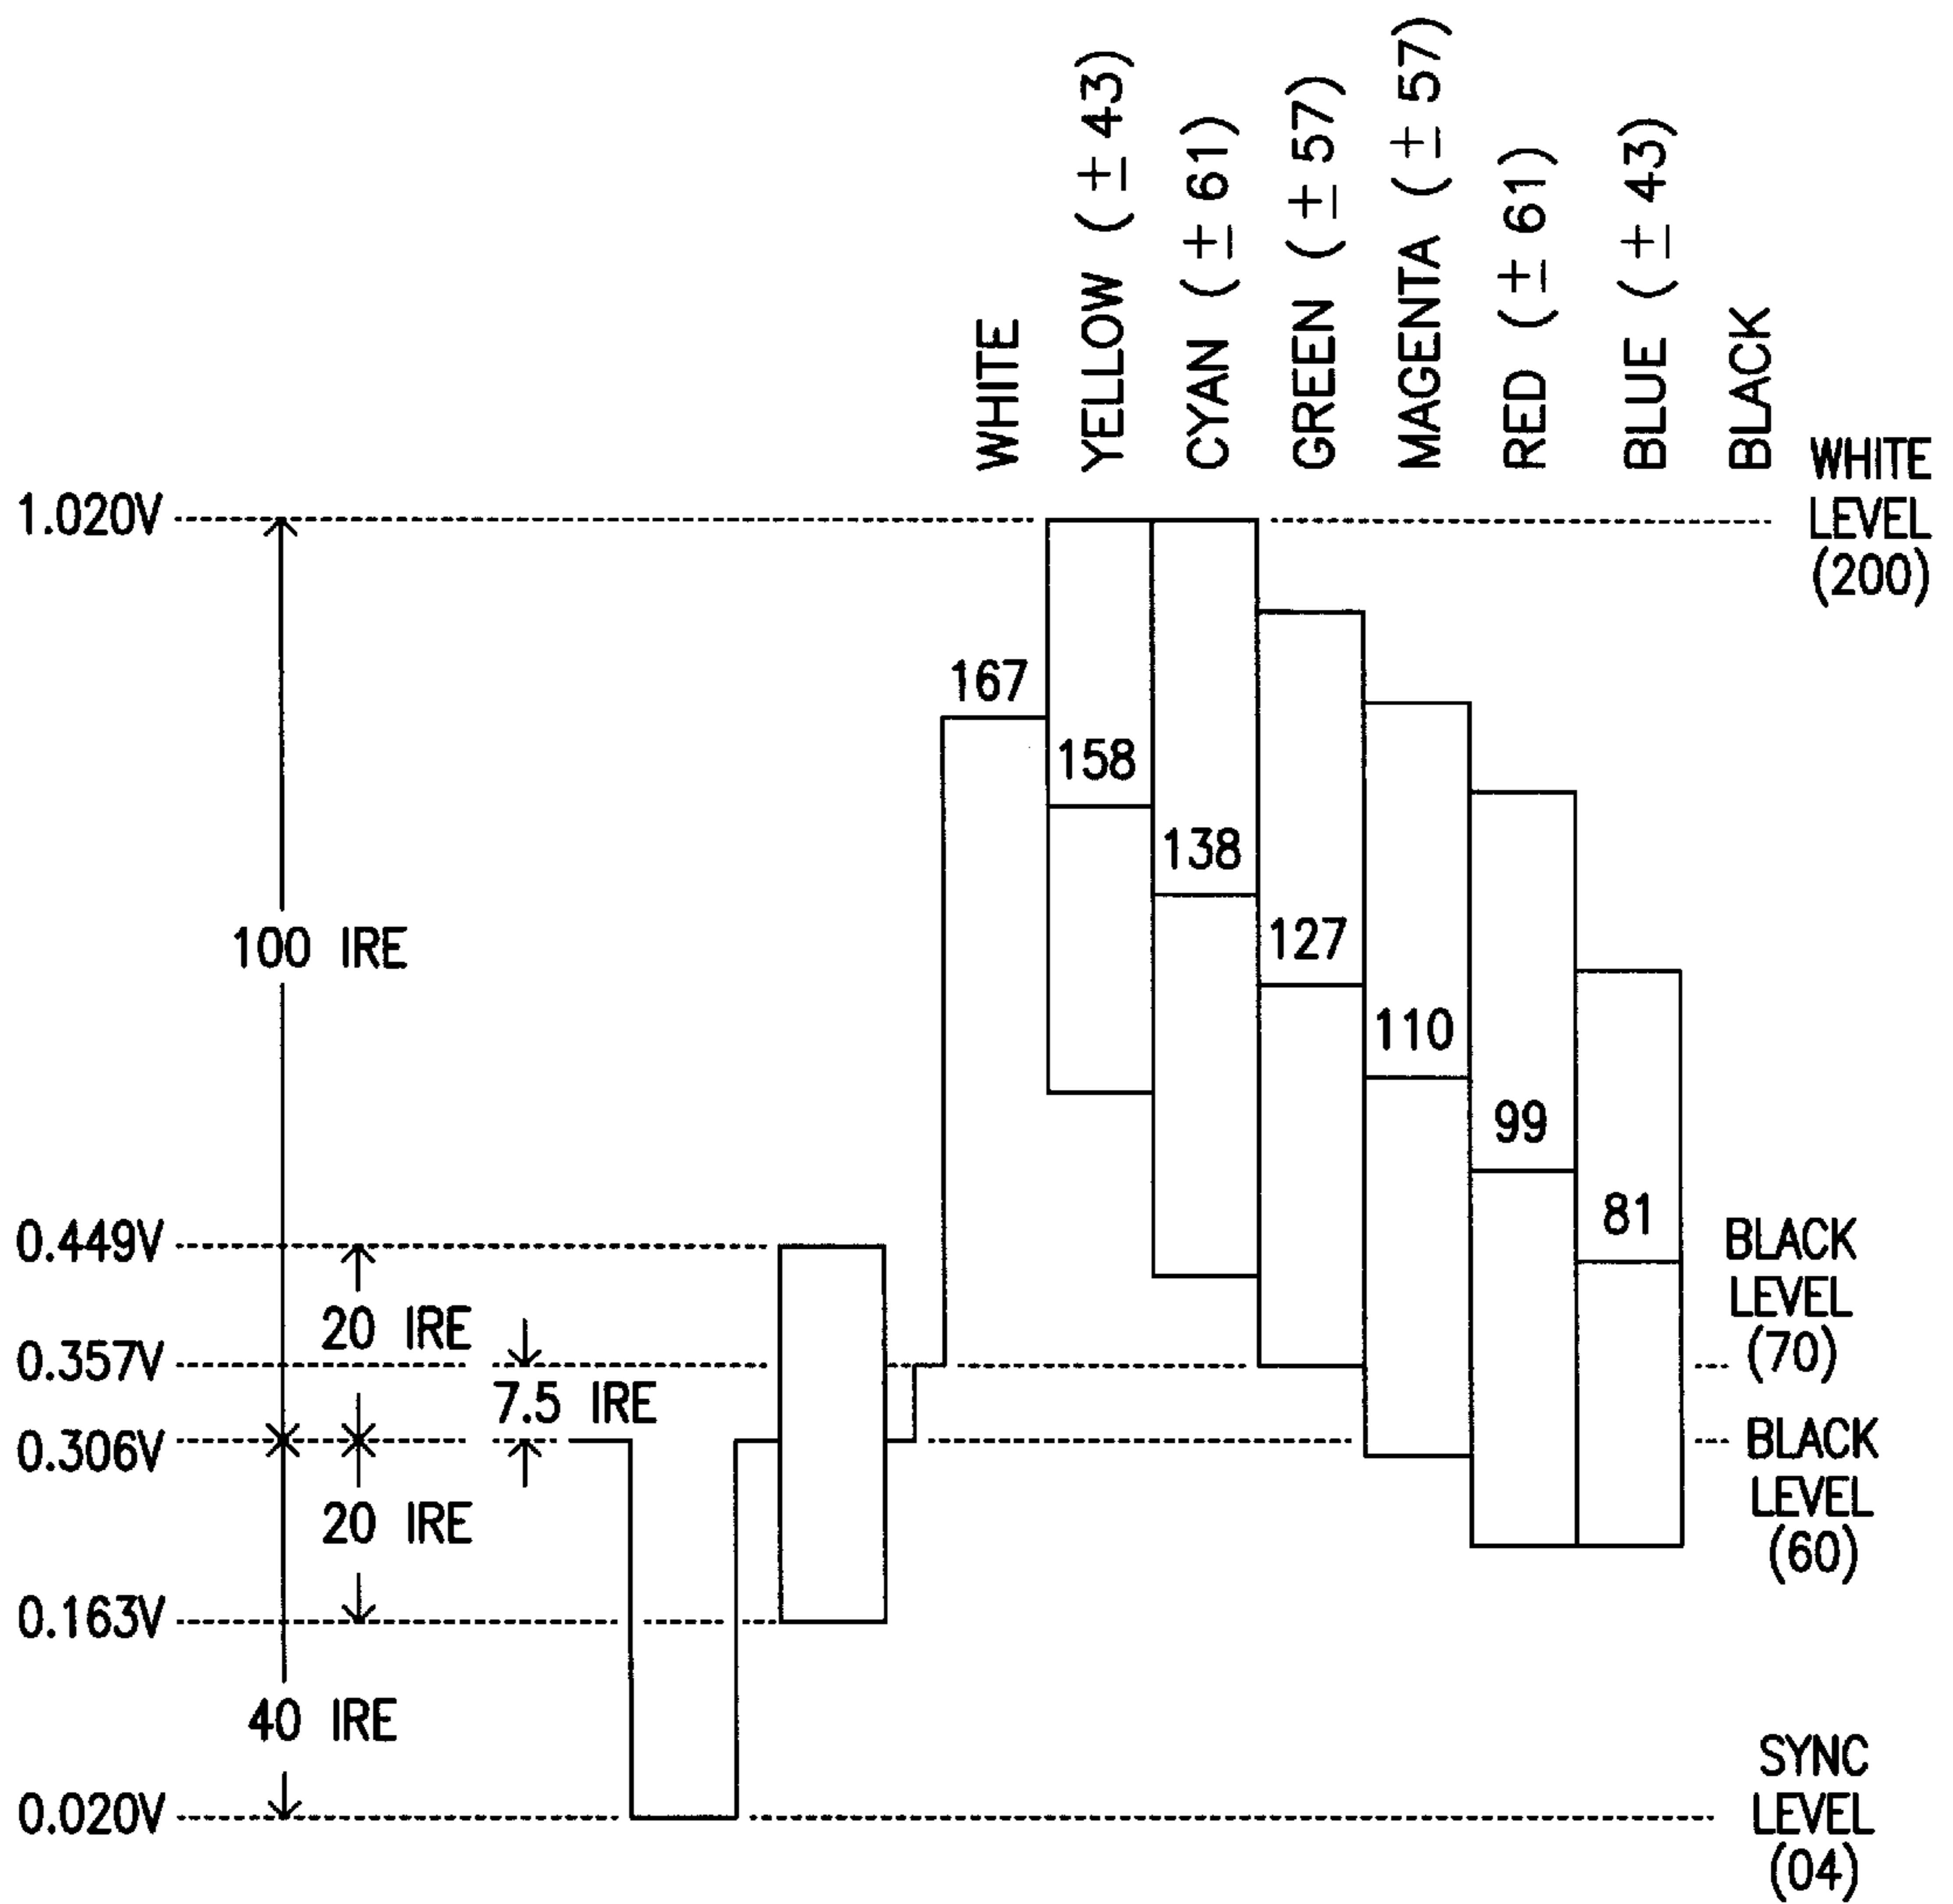 WHITE
YELLOW (± 43)
CYAN (± 61)
GREEN (± 57)
MAGENTA (± 57)
RED (± 61)
BLUE (± 43)
BLACK
WHITE
LEVEL
(200)
1.020V
167
158
138
127
110
99
81
100 IRE
0.449V
20 IRE
0.357V
7.5 IRE
0.306V
20 IRE
0.163V
40 IRE
0.020V
BLACK
LEVEL
(70)
BLACK
LEVEL
(60)
SYNC
LEVEL
(04)